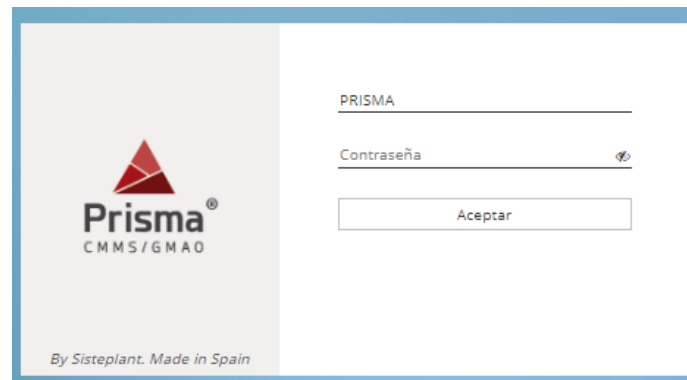 Prisma®
CMMS/GMAO
By Sisteplant. Made in Spain
PRISMA
Contraseña
Aceptar